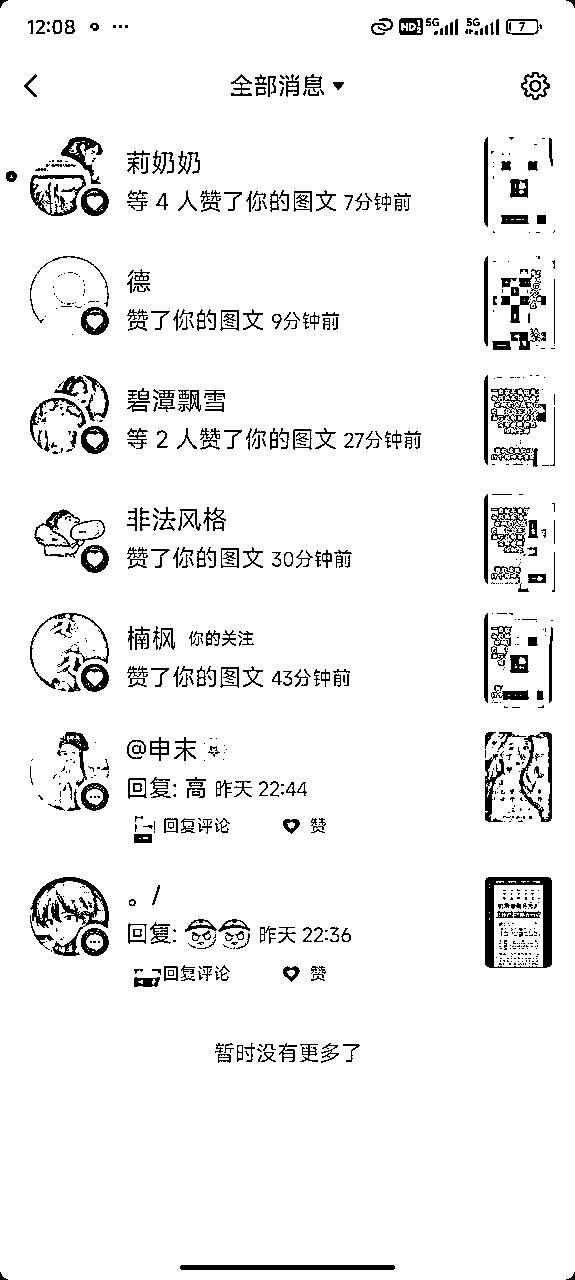 12:08 HD 5G 5G 7
全部消息
莉奶奶
等 4 人赞了你的图文 7分钟前
德
赞了你的图文 9分钟前
碧潭飘雪
等 2 人赞了你的图文 27分钟前
非法风格
赞了你的图文 30分钟前
楠枫 你的关注
赞了你的图文 43分钟前
@申末
回复: 高 昨天 22:44
回复评论 赞
。/
回复: 昨天 22:36
回复评论 赞
暂时没有更多了